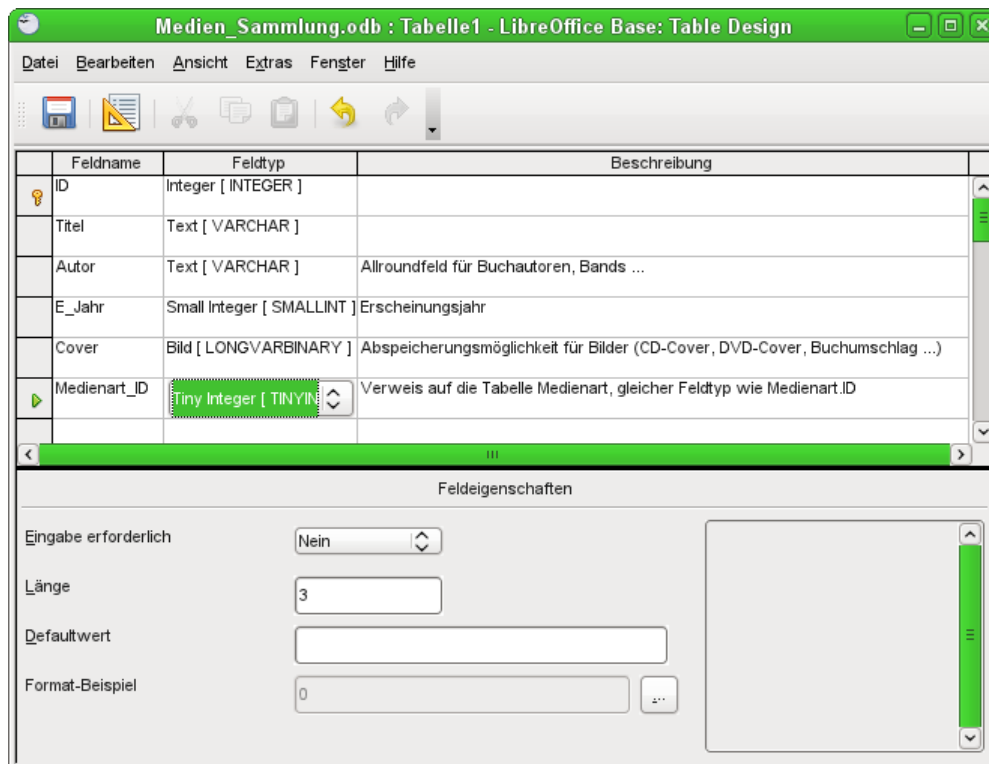 Medien_Sammlung.odb : Tabelle1 - LibreOffice Base: Table Design
Datei Bearbeiten Ansicht Extras Fenster Hilfe
Feldname Feldtyp Beschreibung
ID Integer [ INTEGER ]
Titel Text [ VARCHAR ]
Autor Text [ VARCHAR ] Allroundfeld für Buchautoren, Bands ...
E_Jahr Small Integer [ SMALLINT ] Erscheinungsjahr
Cover Bild [ LONGVARBINARY ] Abspeicherungsmöglichkeit für Bilder (CD-Cover, DVD-Cover, Buchumschlag ...)
Medienart_ID Tiny Integer [ TINYIN Verweis auf die Tabelle Medienart, gleicher Feldtyp wie Medienart.ID
Feldeigenschaften
Eingabe erforderlich Nein
Länge 3
Defaultwert
Format-Beispiel 0 ...